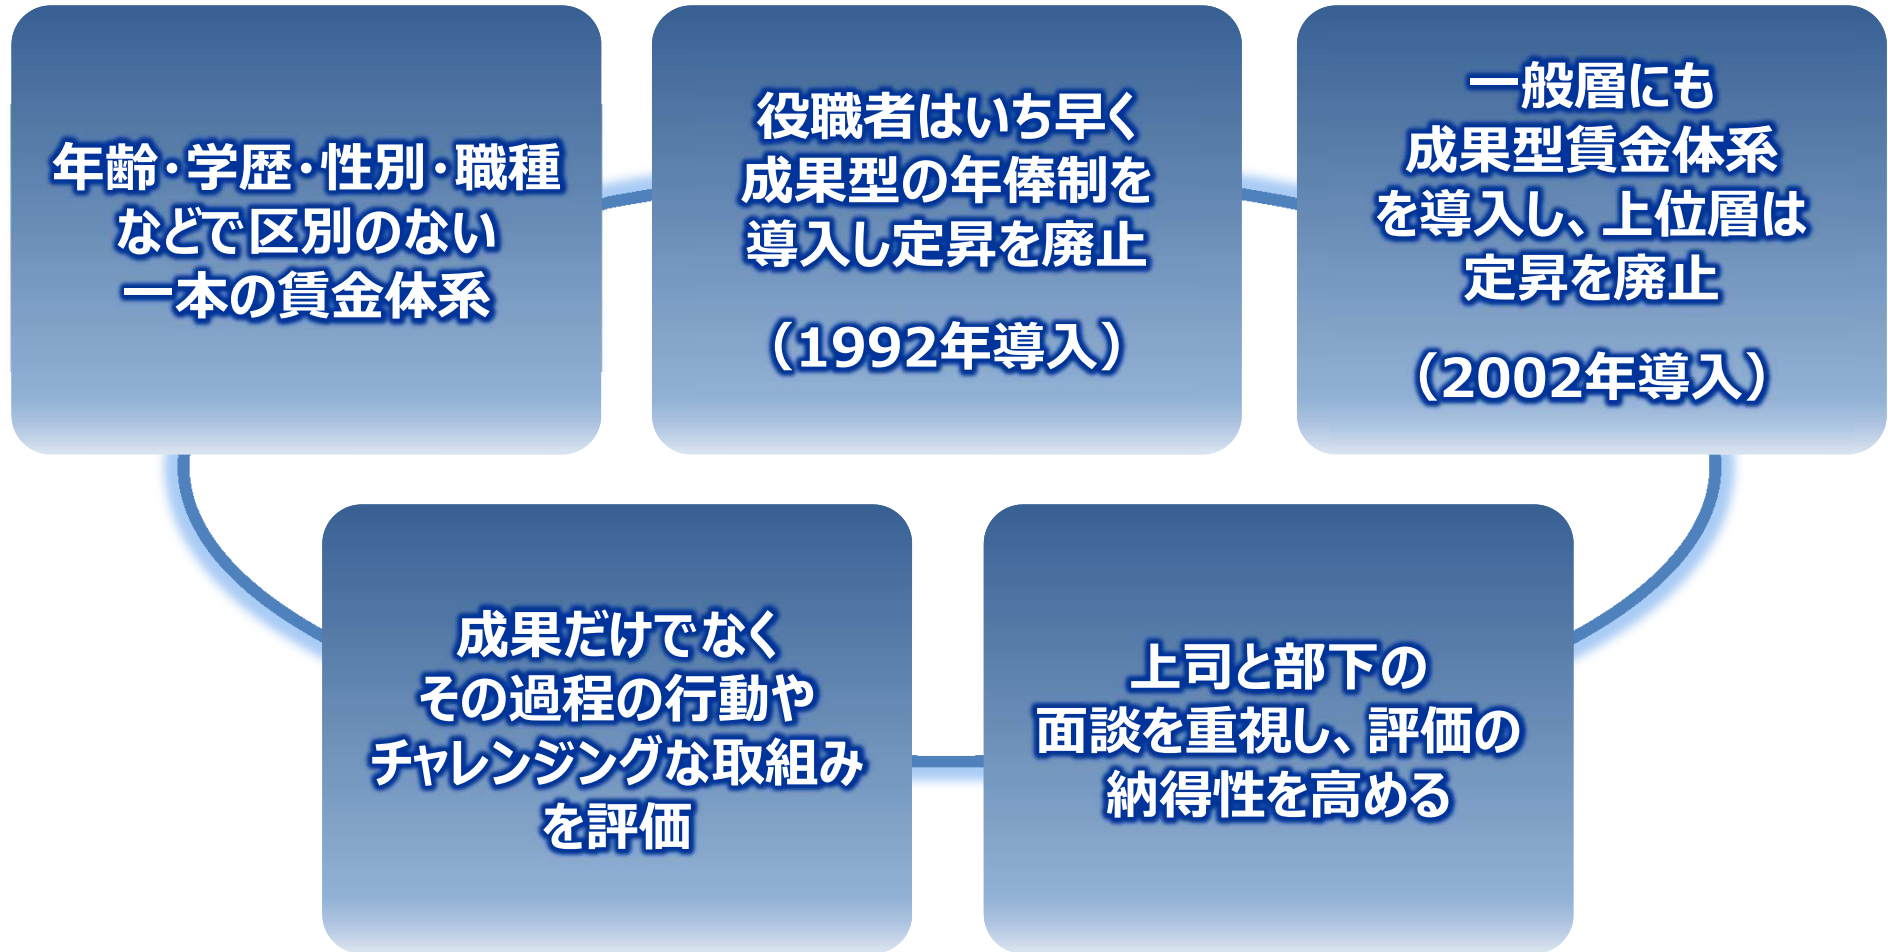 年齢・学歴・性別・職種
などで区別のない
一本の賃金体系
役職者はいち早く
成果型の年俸制を
導入し定昇を廃止
（1992年導入）
一般層にも
成果型賃金体系
を導入し、上位層は
定昇を廃止
（2002年導入）
成果だけでなく
その過程の行動や
チャレンジングな取組み
を評価
上司と部下の
面談を重視し、評価の
納得性を高める